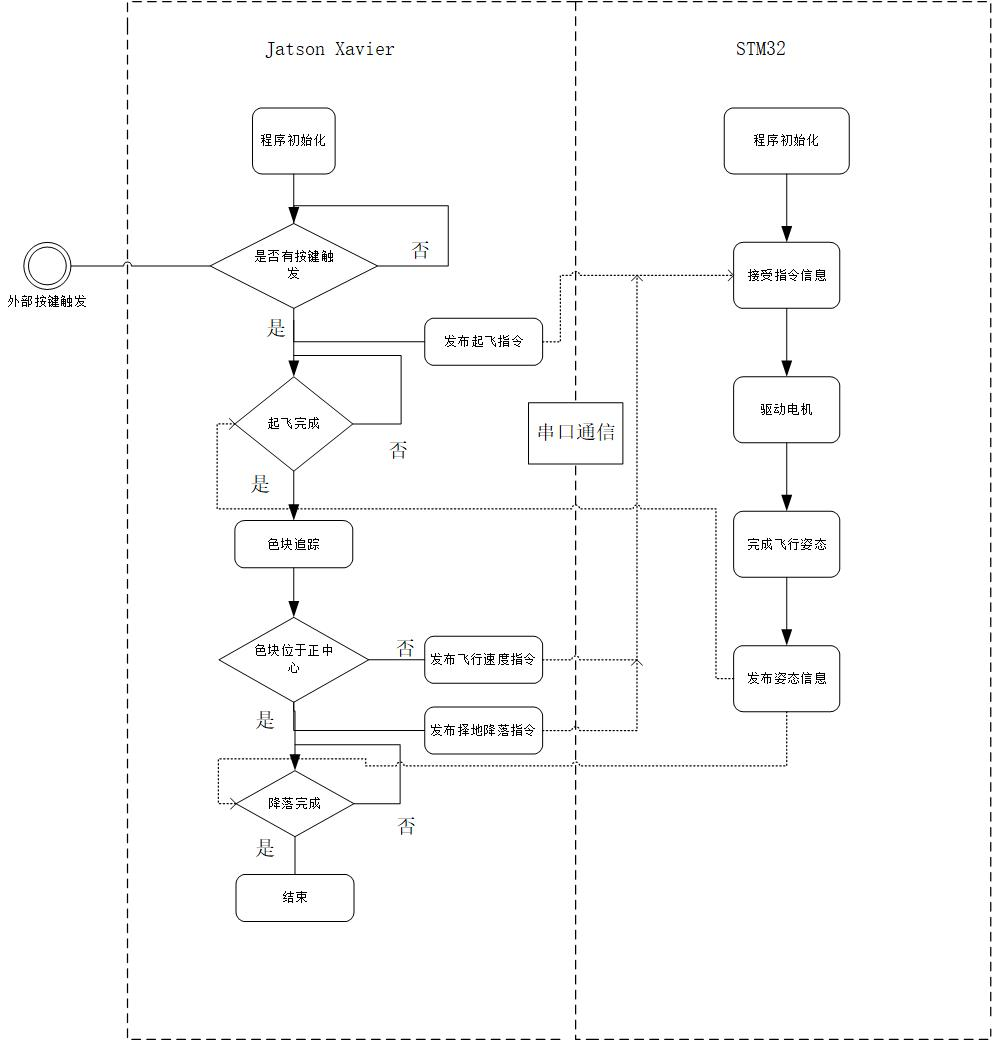 Jatson Xavier
STM32
程序初始化
程序初始化
是否有按键触
发
否
外部按键触发
接受指令信息
是
发布起飞指令
起飞完成
否
驱动电机
串口通信
是
色块追踪
完成飞行姿态
色块位于正中
心
否
发布飞行速度指令
发布姿态信息
是
发布择地降落指令
降落完成
否
是
结束